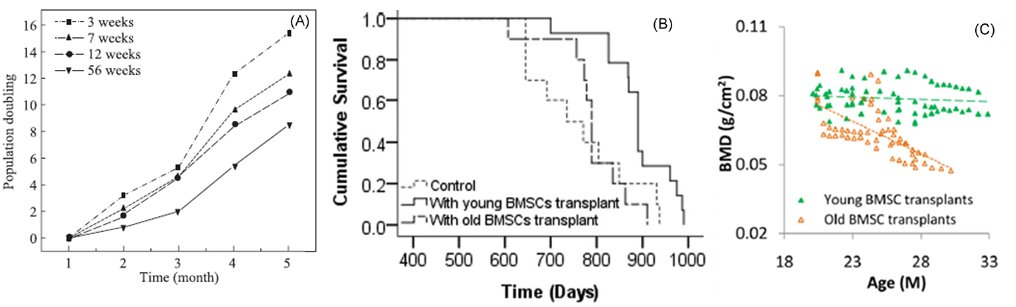 (A)
3 weeks
7 weeks
12 weeks
56 weeks
Population doubling
16
14
12
10
8
6
4
2
0
1 2 3 4 5
Time (month)
(B)
Cumulative Survival
1.0
0.8
0.6
0.4
0.2
0.0
Control
With young BMSCs transplant
With old BMSCs transplant
400 500 600 700 800 900 1000
Time (Days)
(C)
BMD (g/cm2)
0.11
0.08
0.05
0.02
Young BMSC transplants
Old BMSC transplants
18 23 28 33
Age (M)